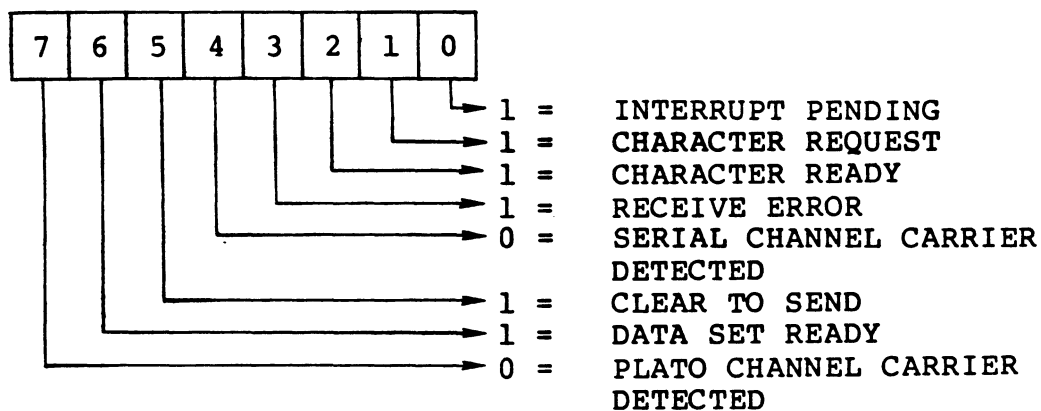 7 6 5 4 3 2 1 0
1 = INTERRUPT PENDING
1 = CHARACTER REQUEST
1 = CHARACTER READY
1 = RECEIVE ERROR
0 = SERIAL CHANNEL CARRIER
DETECTED
1 = CLEAR TO SEND
1 = DATA SET READY
0 = PLATO CHANNEL CARRIER
DETECTED